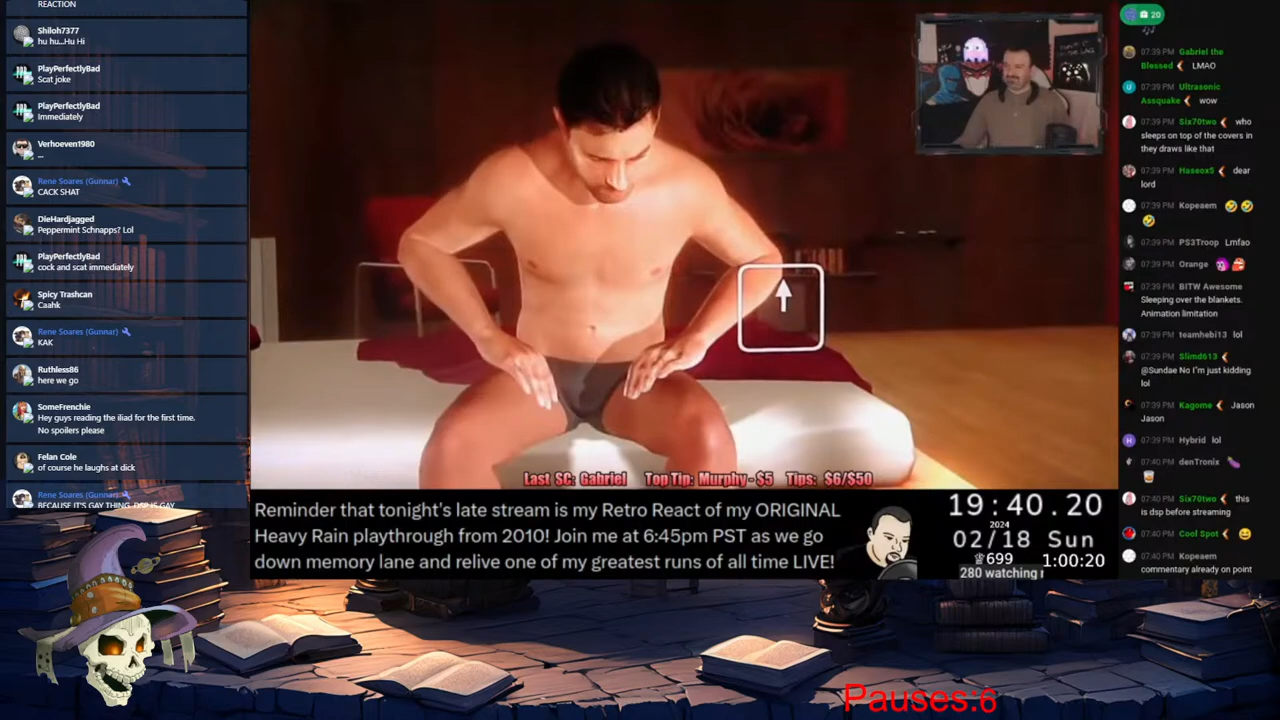 REACTION
Shiloh7377
hu hu...Hu Hi
PlayPerfectlyBad
Scat joke
PlayPerfectlyBad
Immediately
Verhoeven1980
...
Rene Soares (Gunnar)
CACK SHAT
DieHardjagged
Peppermint Schnapps? Lol
PlayPerfectlyBad
cock and scat immediately
Spicy Trashcan
Caahk
Rene Soares (Gunnar)
KAK
Ruthless86
here we go
SomeFrenchie
Hey guys reading the iliad for the first time.
No spoilers please
Felan Cole
of course he laughs at dick
Rene Soares (Gunnar)
BECAUSE IT'S GAY THING, DSP IS GAY
Last SC: Gabriel Top Tip: Murphy - $5 Tips: $6/$50
Reminder that tonight's late stream is my Retro React of my ORIGINAL
Heavy Rain playthrough from 2010! Join me at 6:45pm PST as we go
down memory lane and relive one of my greatest runs of all time LIVE!
19:40.20
2024
02/18 Sun
699
1:00:20
280 watching
20
07:39 PM Gabriel the
Blessed LMAO
07:39 PM Ultrasonic
Assquake wow
07:39 PM Six70two who
sleeps on top of the covers in
they draws like that
07:39 PM Haseox5 dear
lord
07:39 PM Kopeaem
07:39 PM PS3Troop Lmfao
07:39 PM Orange
07:39 PM BITW Awesome
Sleeping over the blankets.
Animation limitation
07:39 PM teamhebi13 lol
07:39 PM Slimd613
@Sundae No I'm just kidding
lol
07:39 PM Kagome Jason
Jason
07:39 PM Hybrid lol
07:40 PM denTronix
07:40 PM Six70two this
is dsp before streaming
07:40 PM Cool Spot
07:40 PM Kopeaem
commentary already on point
Pauses:6